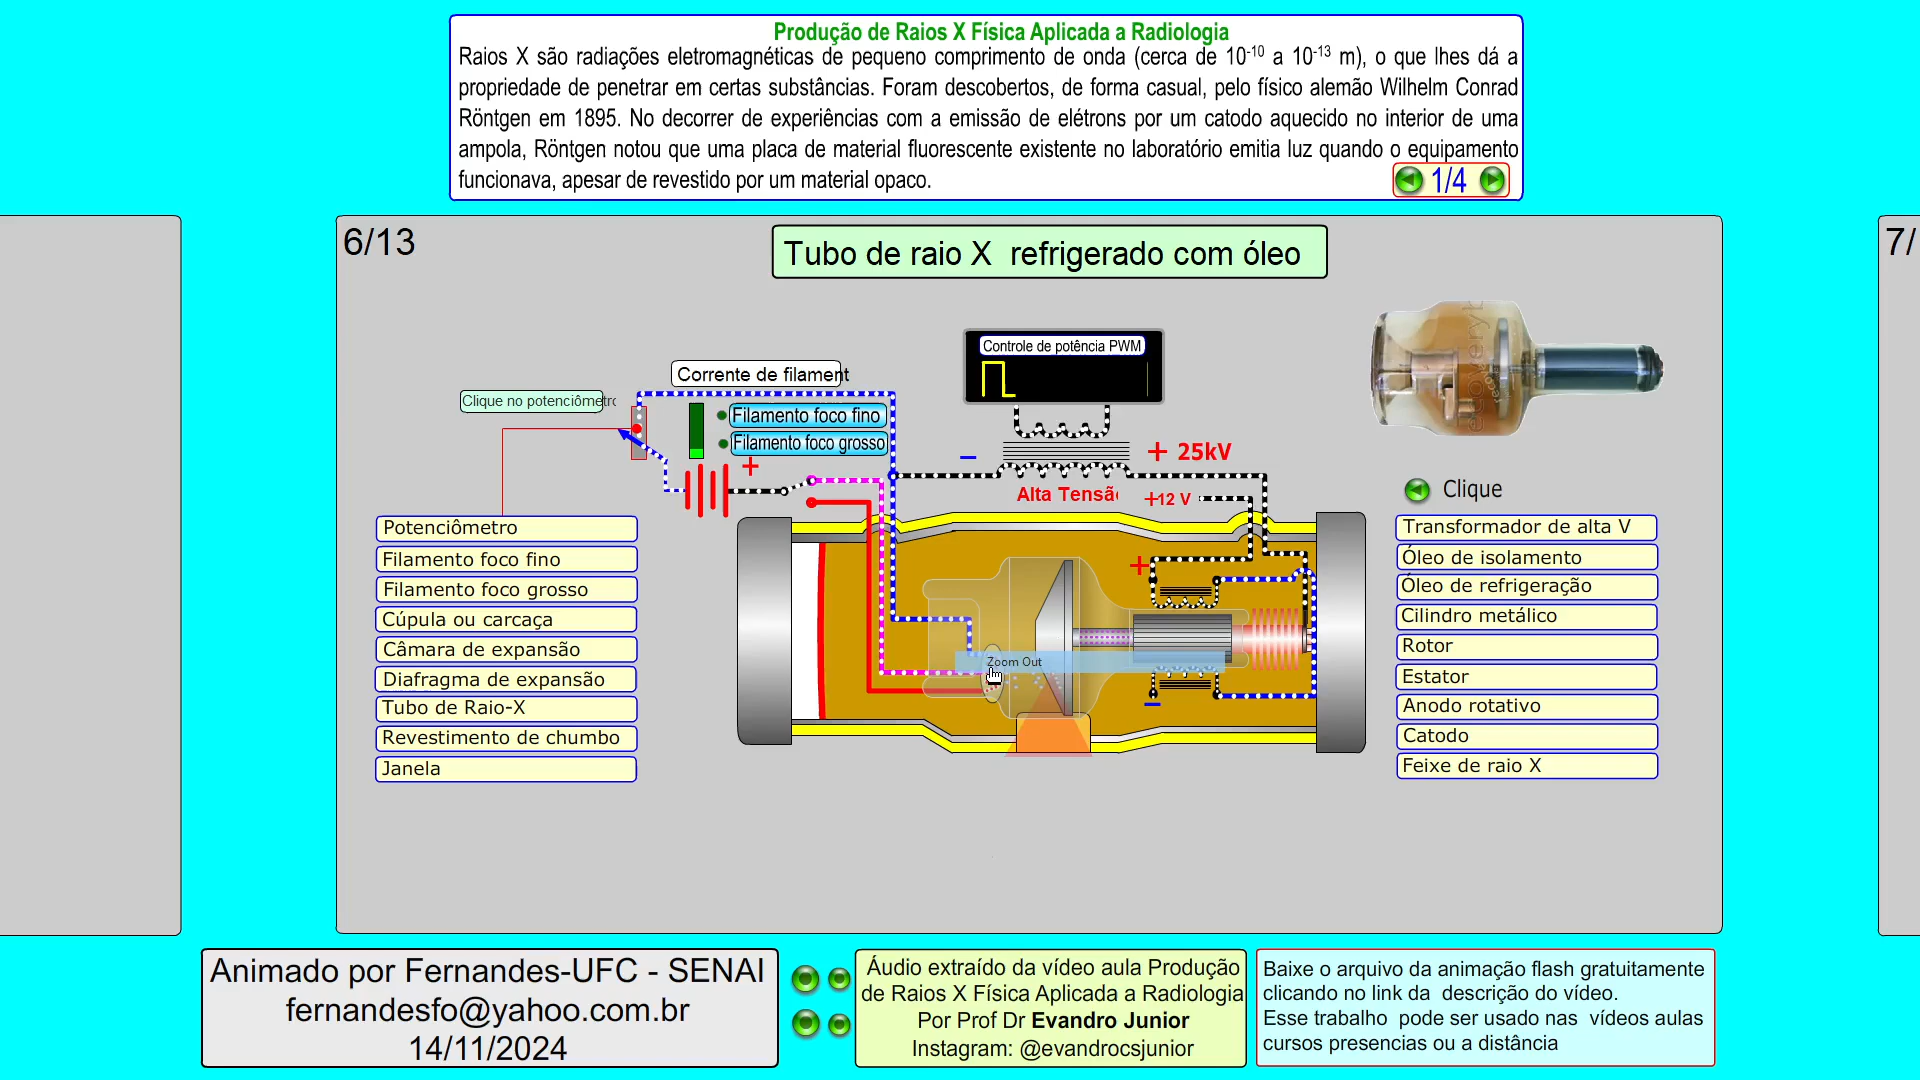 Produção de Raios X Física Aplicada a Radiologia
Raios X são radiações eletromagnéticas de pequeno comprimento de onda (cerca de 10⁻¹⁰ a 10⁻¹³ m), o que lhes dá a
propriedade de penetrar em certas substâncias. Foram descobertos, de forma casual, pelo físico alemão Wilhelm Conrad
Röntgen em 1895. No decorrer de experiências com a emissão de elétrons por um catodo aquecido no interior de uma
ampola, Röntgen notou que uma placa de material fluorescente existente no laboratório emitia luz quando o equipamento
funcionava, apesar de revestido por um material opaco.
1/4
6/13
Tubo de raio X refrigerado com óleo
7/
Controle de potência PWM
Corrente de filament
Clique no potenciômetro
Filamento foco fino
Filamento foco grosso
+
− + 25kV
Alta Tensão
+12 V
Clique
Potenciômetro
Filamento foco fino
Filamento foco grosso
Cúpula ou carcaça
Câmara de expansão
Diafragma de expansão
Tubo de Raio-X
Revestimento de chumbo
Janela
+
Zoom Out
−
Transformador de alta V
Óleo de isolamento
Óleo de refrigeração
Cilindro metálico
Rotor
Estator
Anodo rotativo
Catodo
Feixe de raio X
Animado por Fernandes-UFC - SENAI
fernandesfo@yahoo.com.br
14/11/2024
Áudio extraído da vídeo aula Produção
de Raios X Física Aplicada a Radiologia
Por Prof Dr Evandro Junior
Instagram: @evandrocsjunior
Baixe o arquivo da animação flash gratuitamente
clicando no link da descrição do vídeo.
Esse trabalho pode ser usado nas vídeos aulas
cursos presencias ou a distância